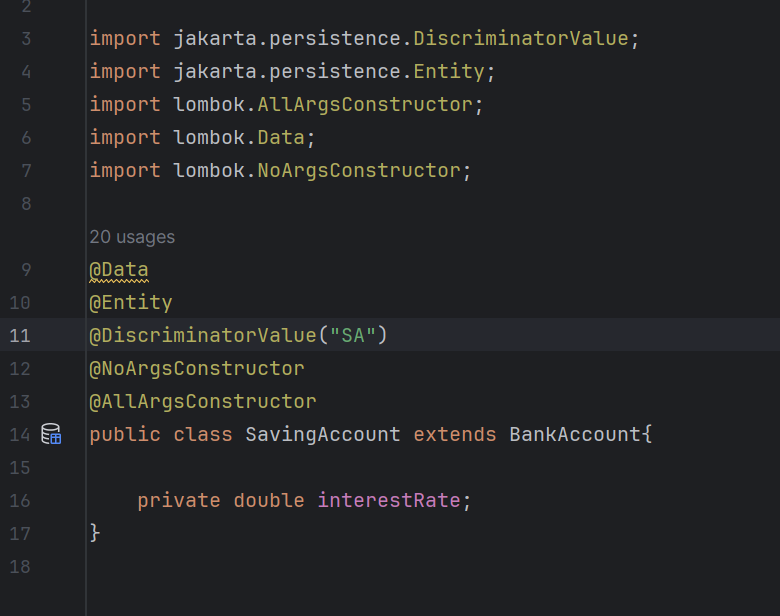 2
3 import jakarta.persistence.DiscriminatorValue;
4 import jakarta.persistence.Entity;
5 import lombok.AllArgsConstructor;
6 import lombok.Data;
7 import lombok.NoArgsConstructor;
8
20 usages
9 @Data
10 @Entity
11 @DiscriminatorValue("SA")
12 @NoArgsConstructor
13 @AllArgsConstructor
14 public class SavingAccount extends BankAccount{
15
16 private double interestRate;
17 }
18